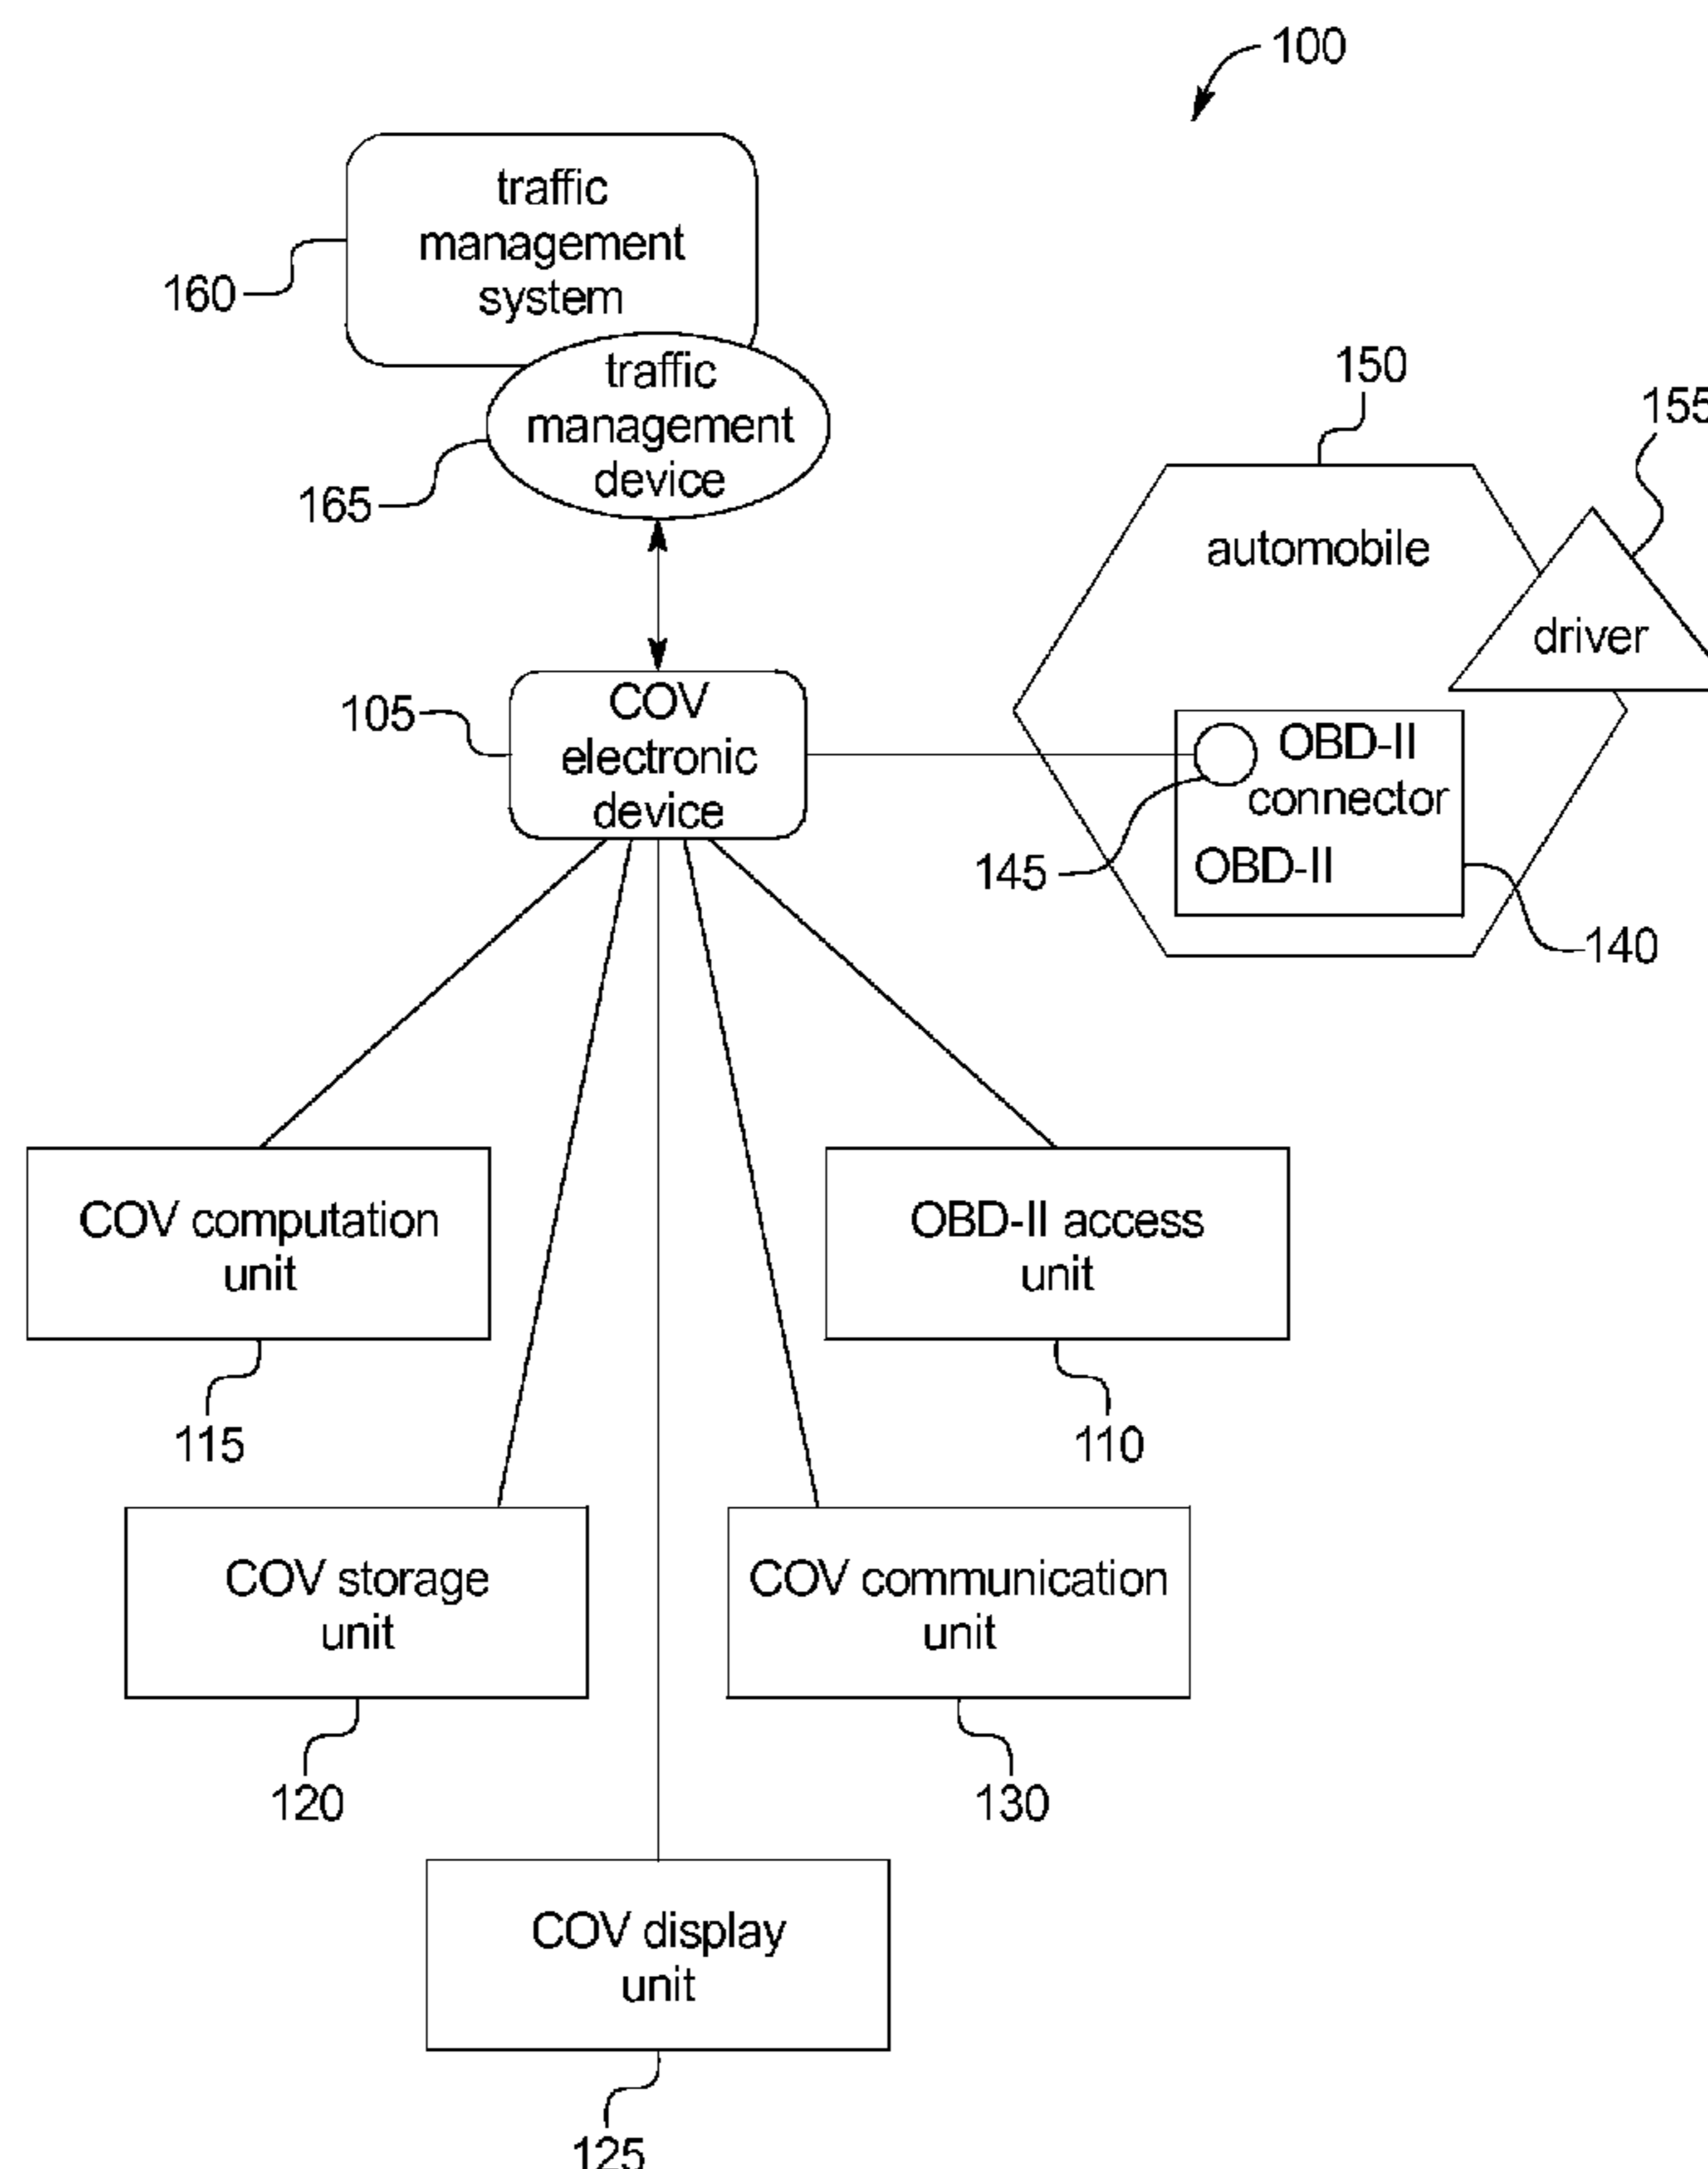 100
traffic
management
system
160
traffic
management
device
165
150
155
automobile
driver
COV
electronic
device
105
OBD-II
connector
OBD-II
145
140
COV computation
unit
115
OBD-II access
unit
110
COV storage
unit
120
COV communication
unit
130
COV display
unit
125